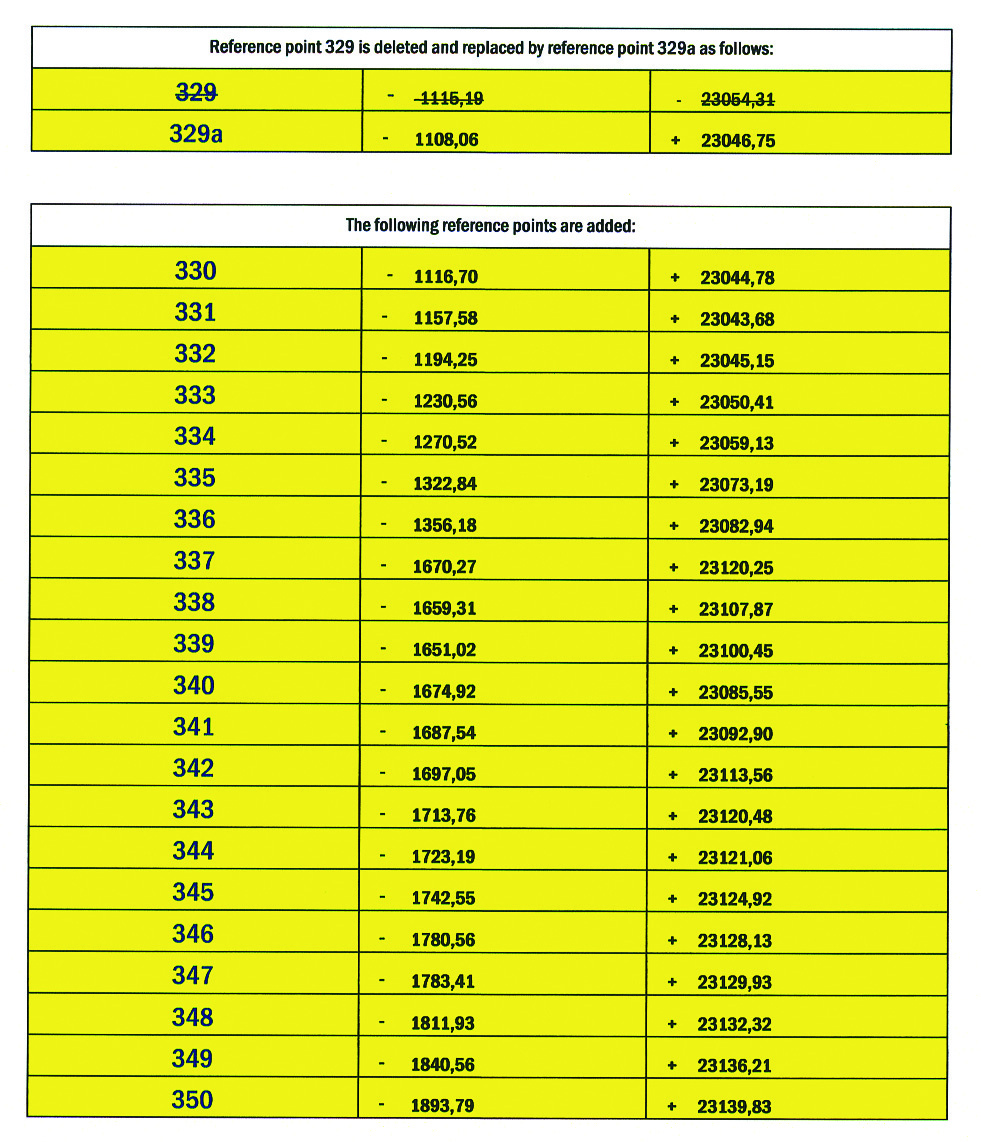 Reference point 329 is deleted and replaced by reference point 329a as follows:
329 - 1115,19 - 23054,31
329a - 1108,06 + 23046,75
The following reference points are added:
330 - 1116,70 + 23044,78
331 - 1157,58 + 23043,68
332 - 1194,25 + 23045,15
333 - 1230,56 + 23050,41
334 - 1270,52 + 23059,13
335 - 1322,84 + 23073,19
336 - 1356,18 + 23082,94
337 - 1670,27 + 23120,25
338 - 1659,31 + 23107,87
339 - 1651,02 + 23100,45
340 - 1674,92 + 23085,55
341 - 1687,54 + 23092,90
342 - 1697,05 + 23113,56
343 - 1713,76 + 23120,48
344 - 1723,19 + 23121,06
345 - 1742,55 + 23124,92
346 - 1780,56 + 23128,13
347 - 1783,41 + 23129,93
348 - 1811,93 + 23132,32
349 - 1840,56 + 23136,21
350 - 1893,79 + 23139,83